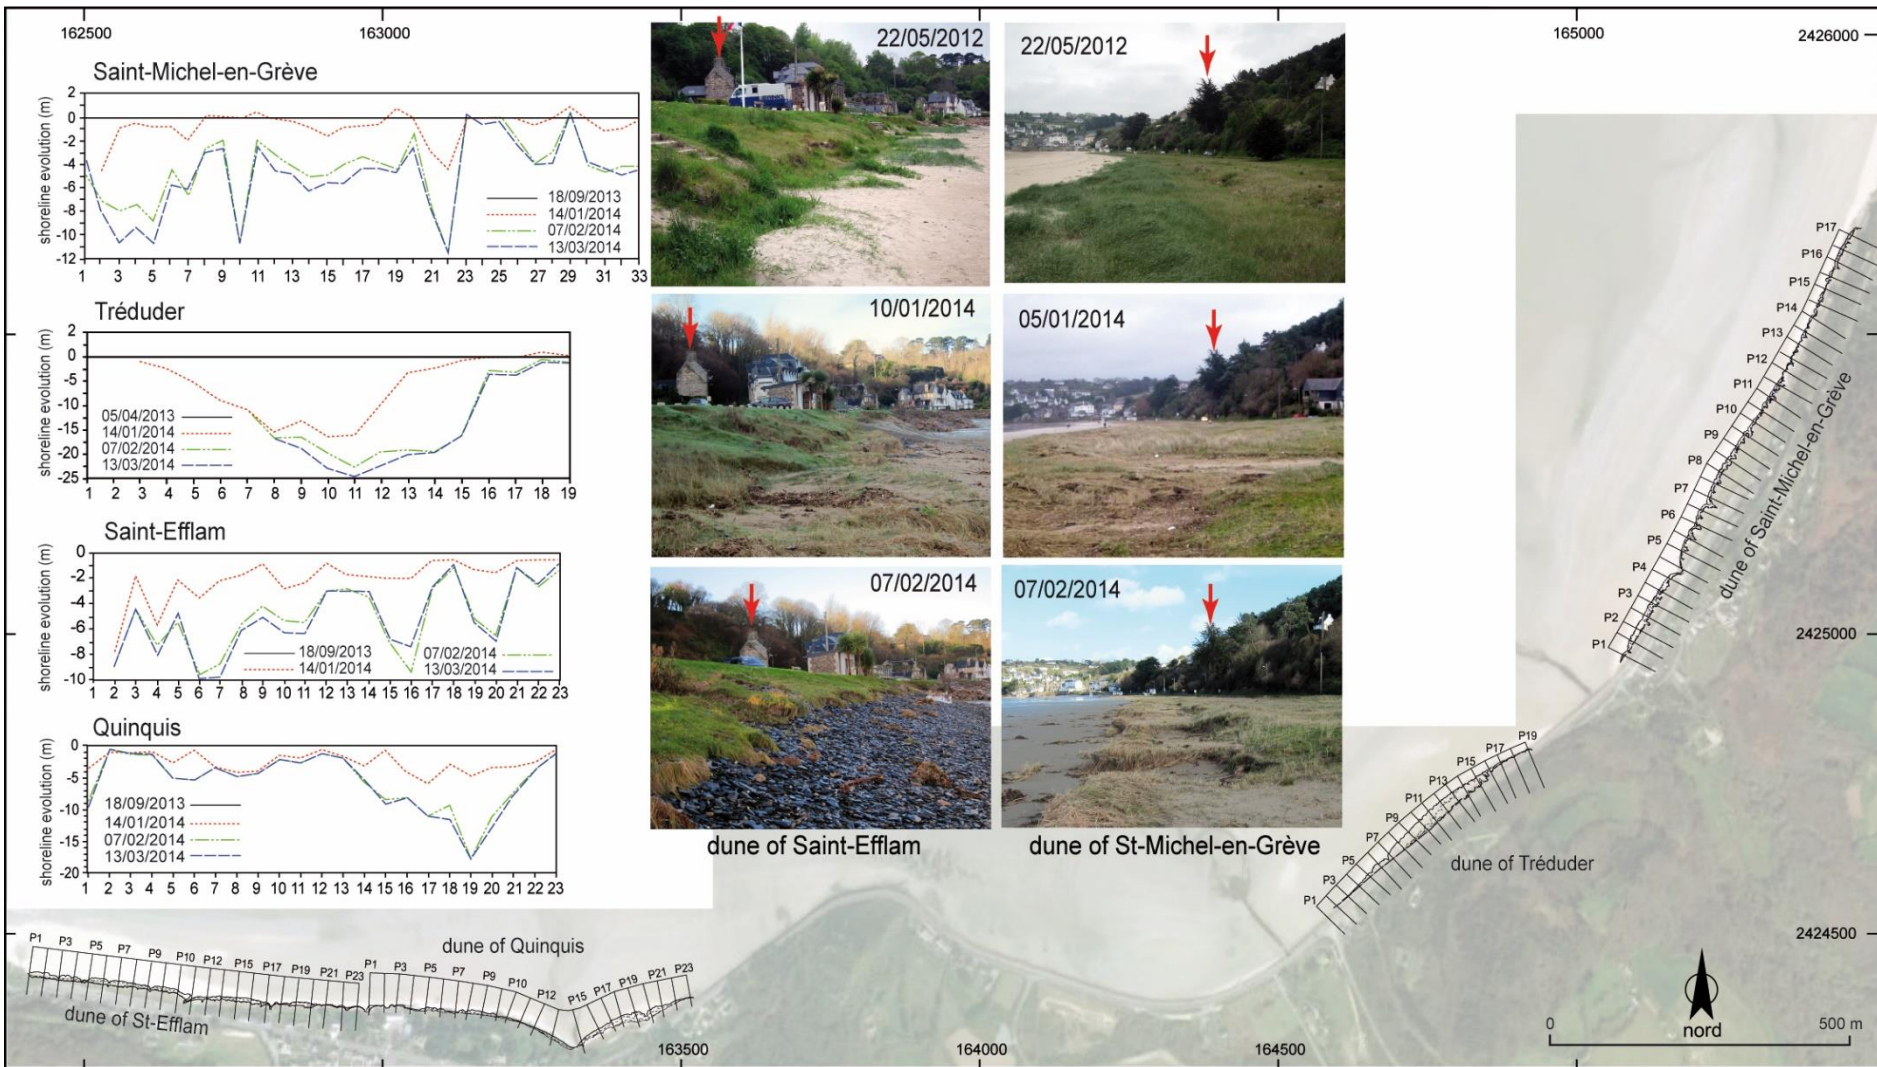 162500
163000
165000
2426000
Saint-Michel-en-Grève
shoreline evolution (m)
2
0
-2
-4
-6
-8
-10
-12
18/09/2013
14/01/2014
07/02/2014
13/03/2014
1 3 5 7 9 11 13 15 17 19 21 23 25 27 29 31 33
Tréduder
shoreline evolution (m)
2
0
-5
-10
-15
-20
-25
05/04/2013
14/01/2014
07/02/2014
13/03/2014
1 2 3 4 5 6 7 8 9 10 11 12 13 14 15 16 17 18 19
Saint-Efflam
shoreline evolution (m)
0
-2
-4
-6
-8
-10
18/09/2013
14/01/2014
07/02/2014
13/03/2014
1 2 3 4 5 6 7 8 9 10 11 12 13 14 15 16 17 18 19 20 21 22 23
Quinquis
shoreline evolution (m)
0
-5
-10
-15
-20
18/09/2013
14/01/2014
07/02/2014
13/03/2014
1 2 3 4 5 6 7 8 9 10 11 12 13 14 15 16 17 18 19 20 21 22 23
22/05/2012
22/05/2012
10/01/2014
05/01/2014
07/02/2014
07/02/2014
dune of Saint-Efflam
dune of St-Michel-en-Grève
P17
P16
P15
P14
P13
P12
P11
P10
P9
P8
P7
P6
P5
P4
P3
P2
P1
dune of Saint-Michel-en-Grève
2425000
P19
P17
P15
P13
P11
P9
P7
P5
P3
P1
dune of Tréduder
2424500
dune of Quinquis
P1 P3 P5 P7 P9 P10 P12 P15 P17 P19 P21 P23
P1 P3 P5 P7 P9 P10 P12 P15 P17 P19 P21 P23
dune of St-Efflam
nord
0 500 m
163500
164000
164500